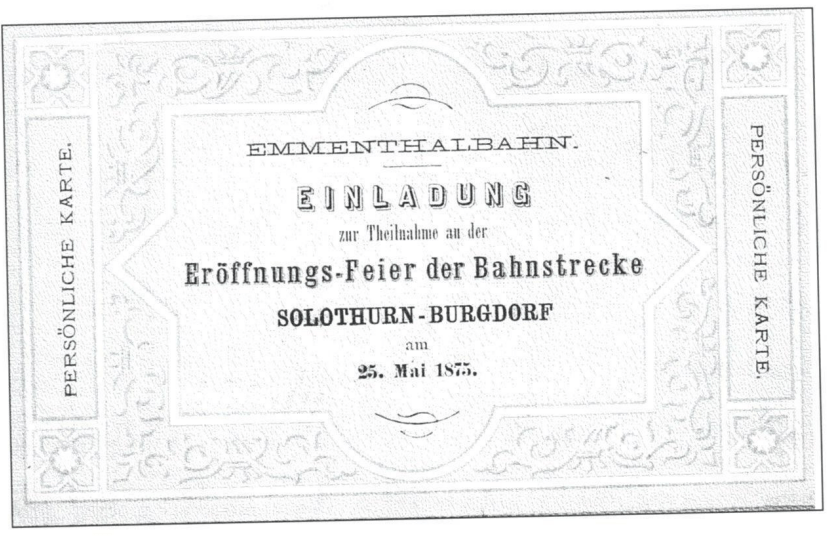 PERSÖNLICHE KARTE.
EMMENTHALBAHN.
EINLADUNG
zur Theilnahme an der
Eröffnungs-Feier der Bahnstrecke
SOLOTHURN-BURGDORF
am
25. Mai 1875.
PERSÖNLICHE KARTE.